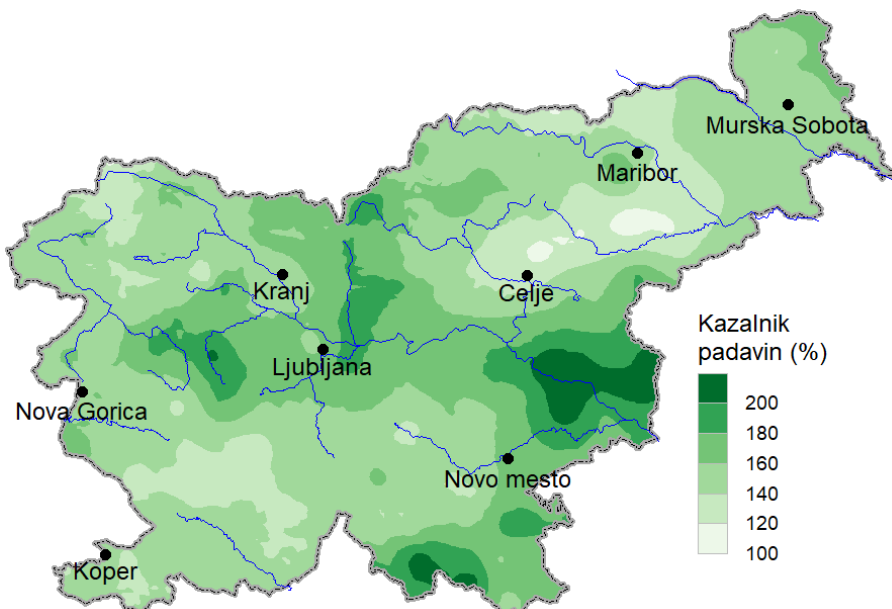 Murska Sobota
Maribor
Kranj
Celje
Ljubljana
Nova Gorica
Novo mesto
Koper
Kazalnik
padavin (%)
200
180
160
140
120
100